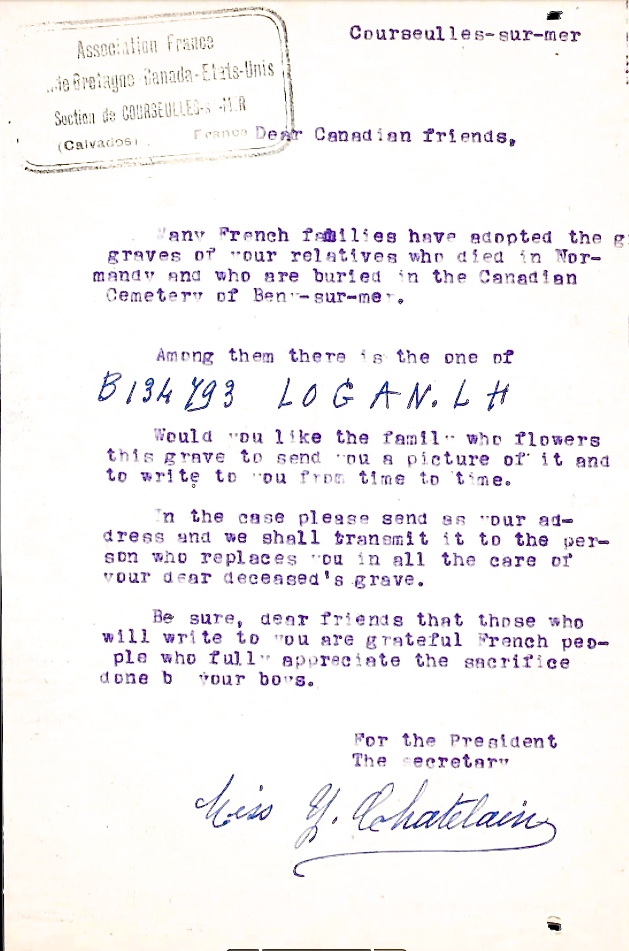 Association France
de Bretagne-Canada-Etats-Unis
Section de COURSEULLES-s-MER
(Calvados). France
Courseulles-sur-mer
Dear Canadian friends,
Many French families have adopted the g
graves of your relatives who died in Nor-
mandy and who are buried in the Canadian
Cemetery of Beny-sur-mer.
Among them there is the one of
B134793 LOGAN. L H
Would you like the family who flowers
this grave to send you a picture of it and
to write to you from time to time.
In the case please send as your ad-
dress and we shall transmit it to the per-
son who replaces you in all the care of
your dear deceased's grave.
Be sure, dear friends that those who
will write to you are grateful French peo-
ple who fully appreciate the sacrifice
done by your boys.
For the President
The secretary
Miss Y. Chatelain